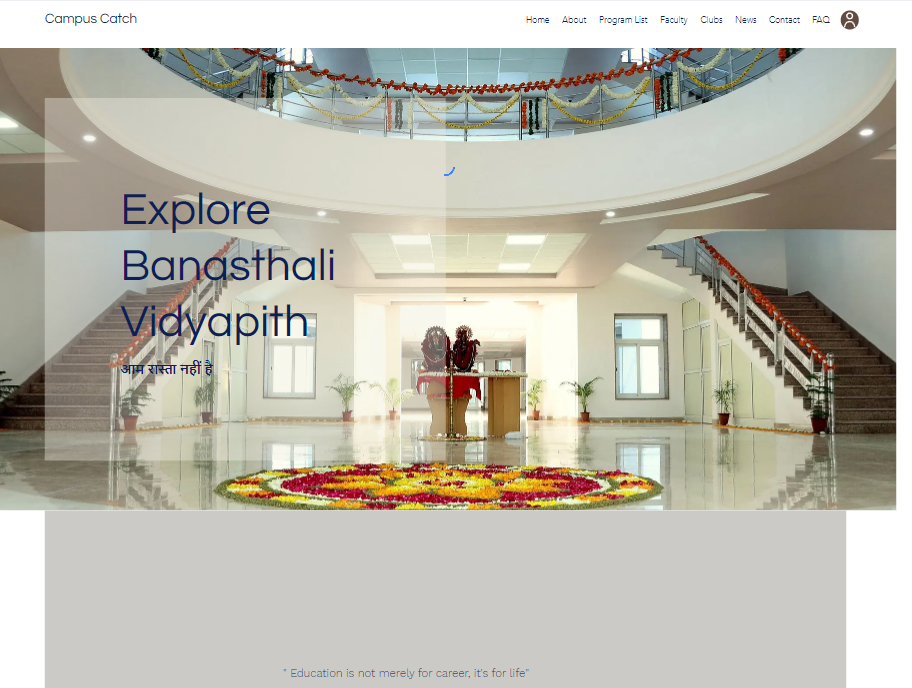 Campus Catch
Home About Program List Faculty Clubs News Contact FAQ
Explore
Banasthali
Vidyapith
आम रास्ता नहीं है
" Education is not merely for career, it's for life"